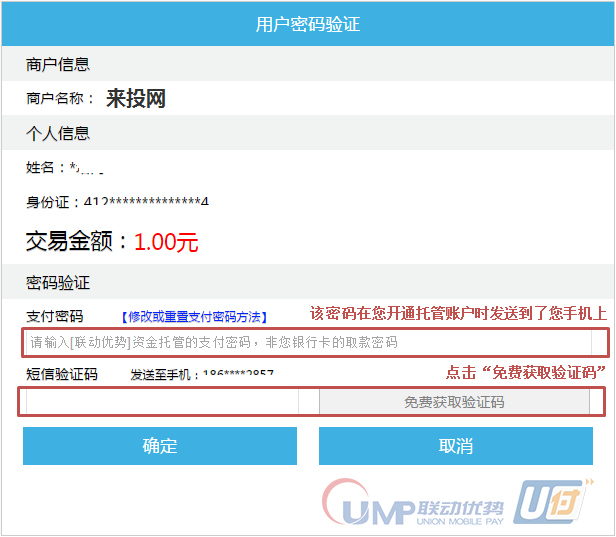 用户密码验证
商户信息
商户名称： 来投网
个人信息
姓名：*
身份证：412**************4
交易金额：1.00元
密码验证
支付密码 【修改或重置支付密码方法】 该密码在您开通托管账户时发送到了您手机上
请输入[联动优势]资金托管的支付密码，非您银行卡的取款密码
短信验证码 发送至手机：186****2857 点击“免费获取验证码”
免费获取验证码
确定 取消
UMP 联动优势 U付
UNION MOBILE PAY